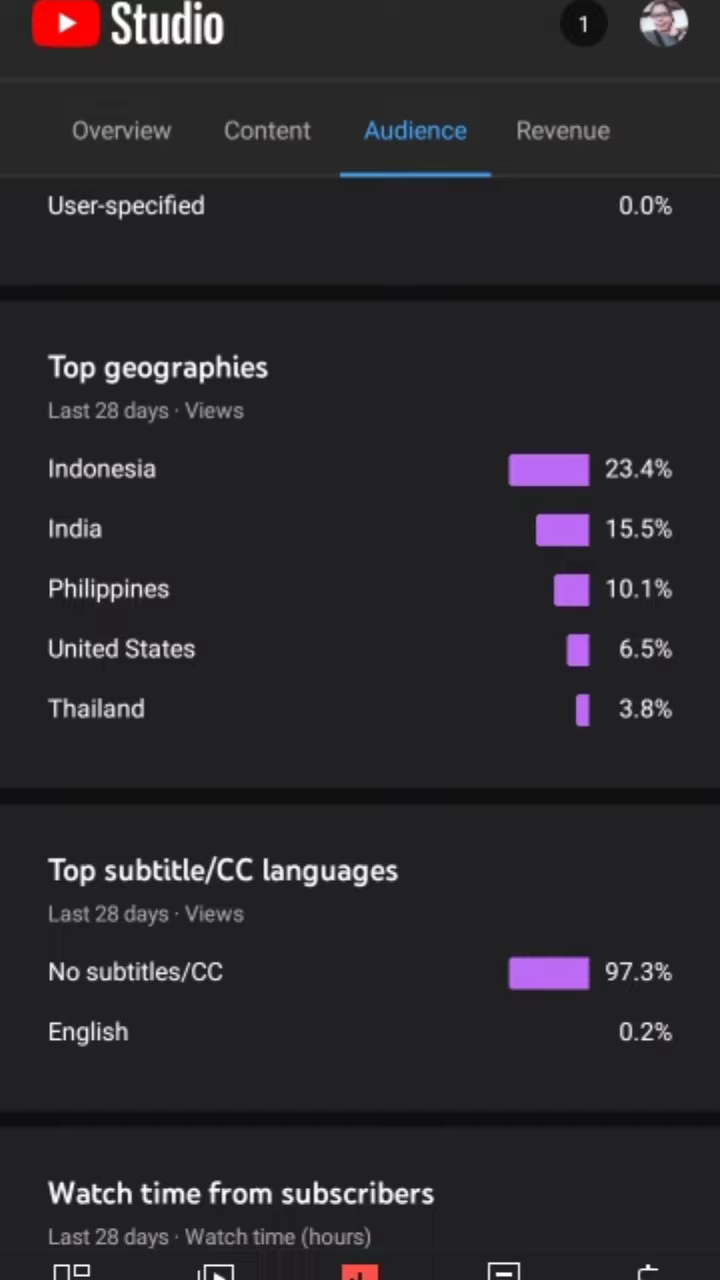 Studio
1
Overview Content Audience Revenue
User-specified 0.0%
Top geographies
Last 28 days · Views
Indonesia 23.4%
India 15.5%
Philippines 10.1%
United States 6.5%
Thailand 3.8%
Top subtitle/CC languages
Last 28 days · Views
No subtitles/CC 97.3%
English 0.2%
Watch time from subscribers
Last 28 days · Watch time (hours)